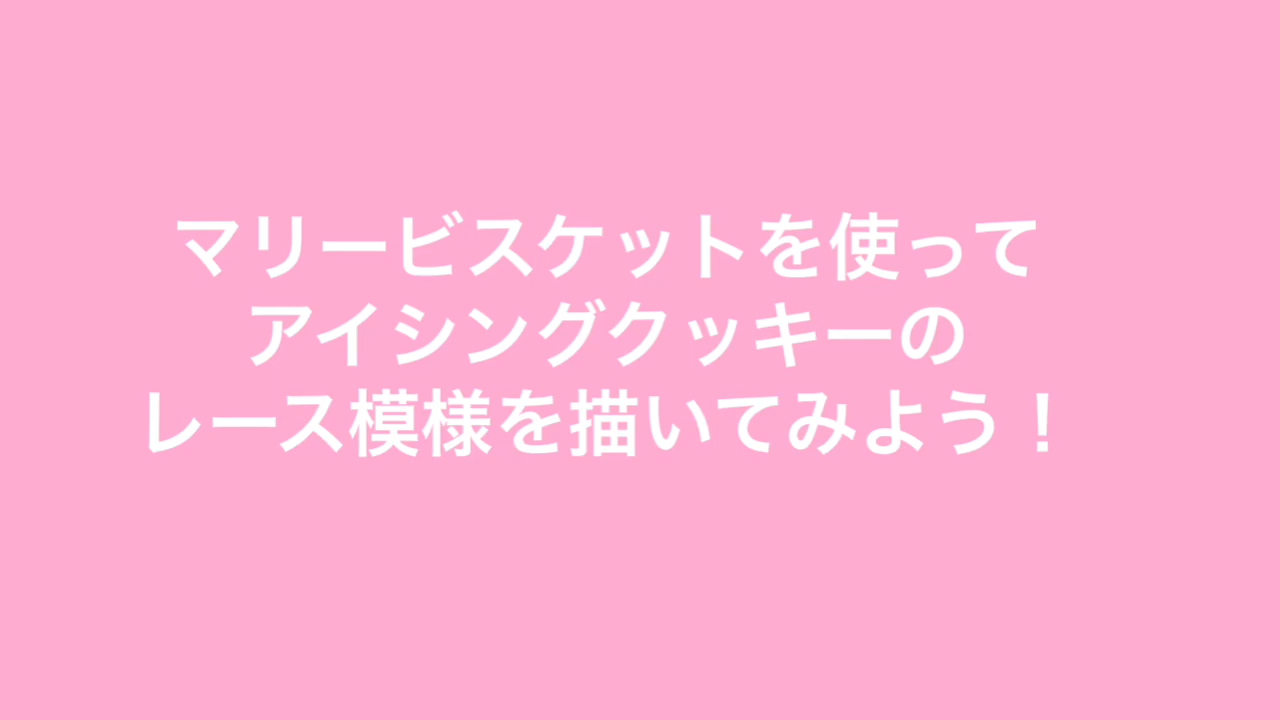 マリービスケットを使って
アイシングクッキーの
レース模様を描いてみよう！